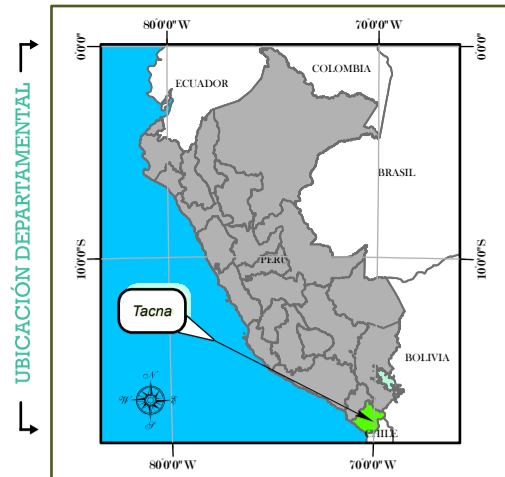 UBICACIÓN DEPARTAMENTAL
80°0'0"W
70°0'0"W
0°0'0"
0°0'0"
COLOMBIA
ECUADOR
BRASIL
10°0'0"S
PERU
10°0'0"S
Tacna
BOLIVIA
N
W
E
S
CHILE
80°0'0"W
70°0'0"W